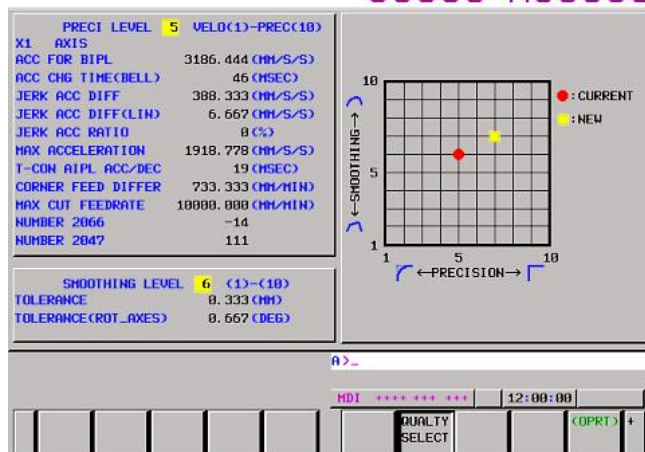 PRECI LEVEL 5 VELO(1)-PREC(10)
X1 AXIS
ACC FOR BIPL 3186.444(MM/S/S)
ACC CHG TIME(BELL) 46(MSEC)
JERK ACC DIFF 388.333(MM/S/S)
JERK ACC DIFF(LIN) 6.667(MM/S/S)
JERK ACC RATIO 0(%)
MAX ACCELERATION 1918.778(MM/S/S)
T-CON AIPL ACC/DEC 19(MSEC)
CORNER FEED DIFFER 733.333(MM/MIN)
MAX CUT FEEDRATE 10000.000(MM/MIN)
NUMBER 2066 -14
NUMBER 2047 111
SMOOTHING LEVEL 6 (1)-(10)
TOLERANCE 0.333(MM)
TOLERANCE(ROT_AXES) 0.667(DEG)
10
5
1
←SMOOTHING→
1 5 10
←PRECISION→
:CURRENT
:NEW
A>_
MDI ++++ +++ +++ 12:00:00
QUALTY
SELECT
(OPRT) +